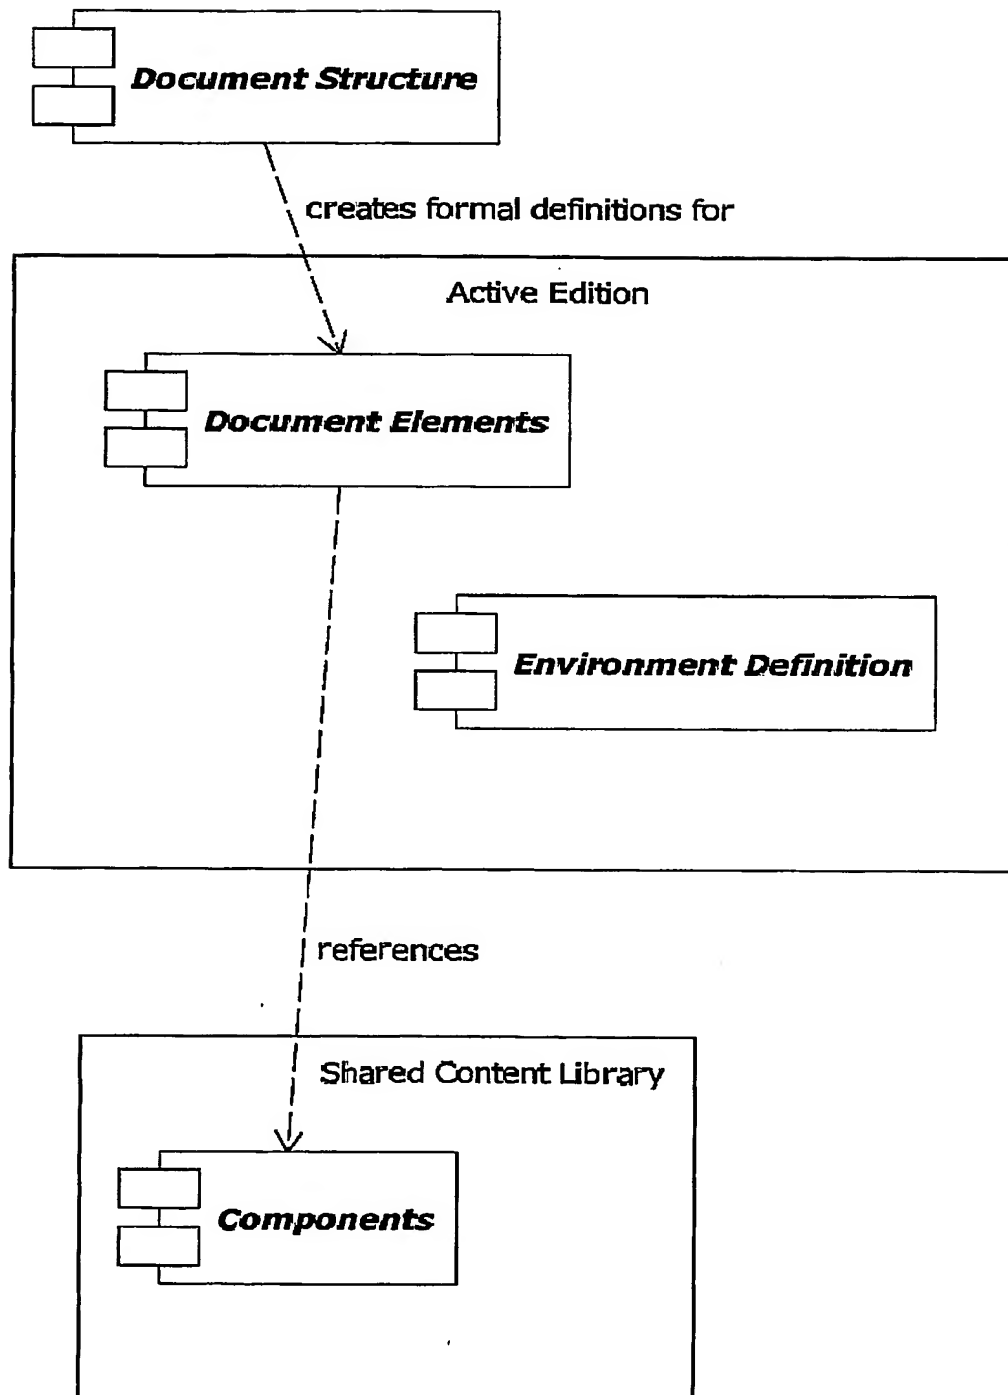 Document Structure
creates formal definitions for
Active Edition
Document Elements
Environment Definition
references
Shared Content Library
Components